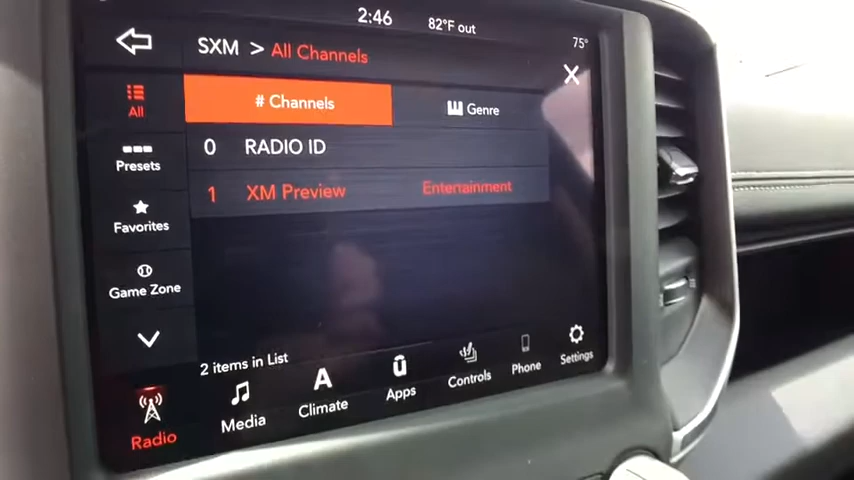 2:46
82°F out
75°
SXM > All Channels
X
All
# Channels
Genre
Presets
0 RADIO ID
1 XM Preview Entertainment
Favorites
Game Zone
2 items in List
Radio
Media
A
Climate
Apps
Controls
Phone
Settings